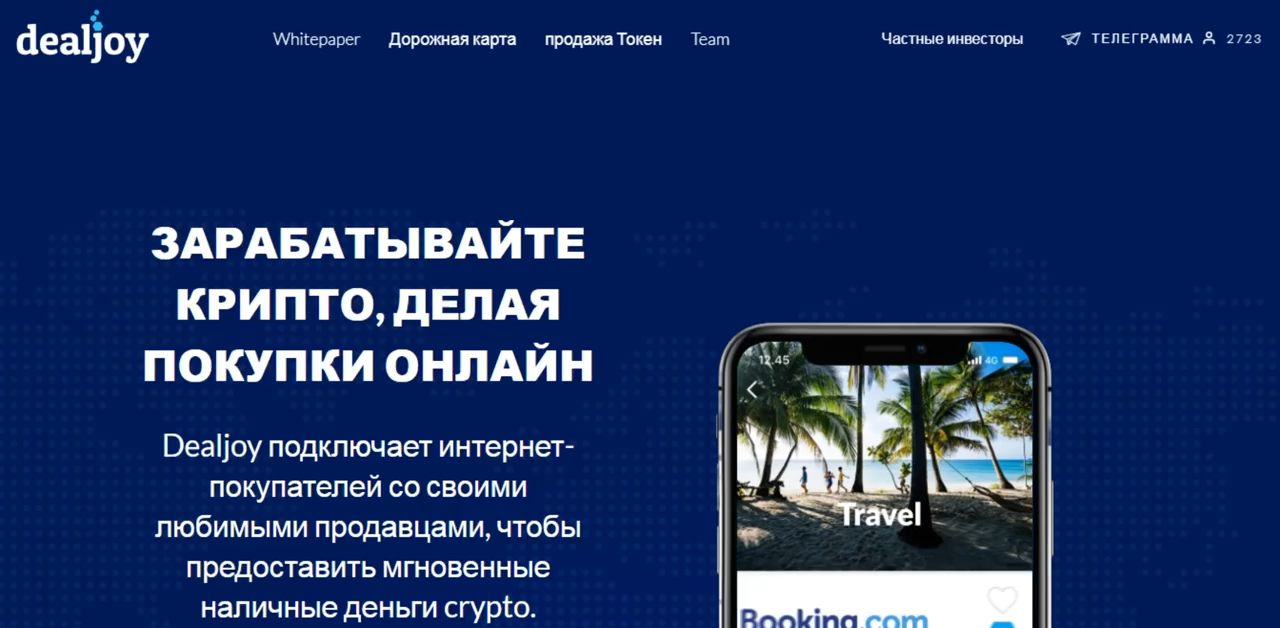 dealjoy
Whitepaper Дорожная карта продажа Токен Team Частные инвесторы ТЕЛЕГРАММА 2723
ЗАРАБАТЫВАЙТЕ
КРИПТО, ДЕЛАЯ
ПОКУПКИ ОНЛАЙН
Dealjoy подключает интернет-
покупателей со своими
любимыми продавцами, чтобы
предоставить мгновенные
наличные деньги crypto.
12.45 4G
Travel
Booking.com